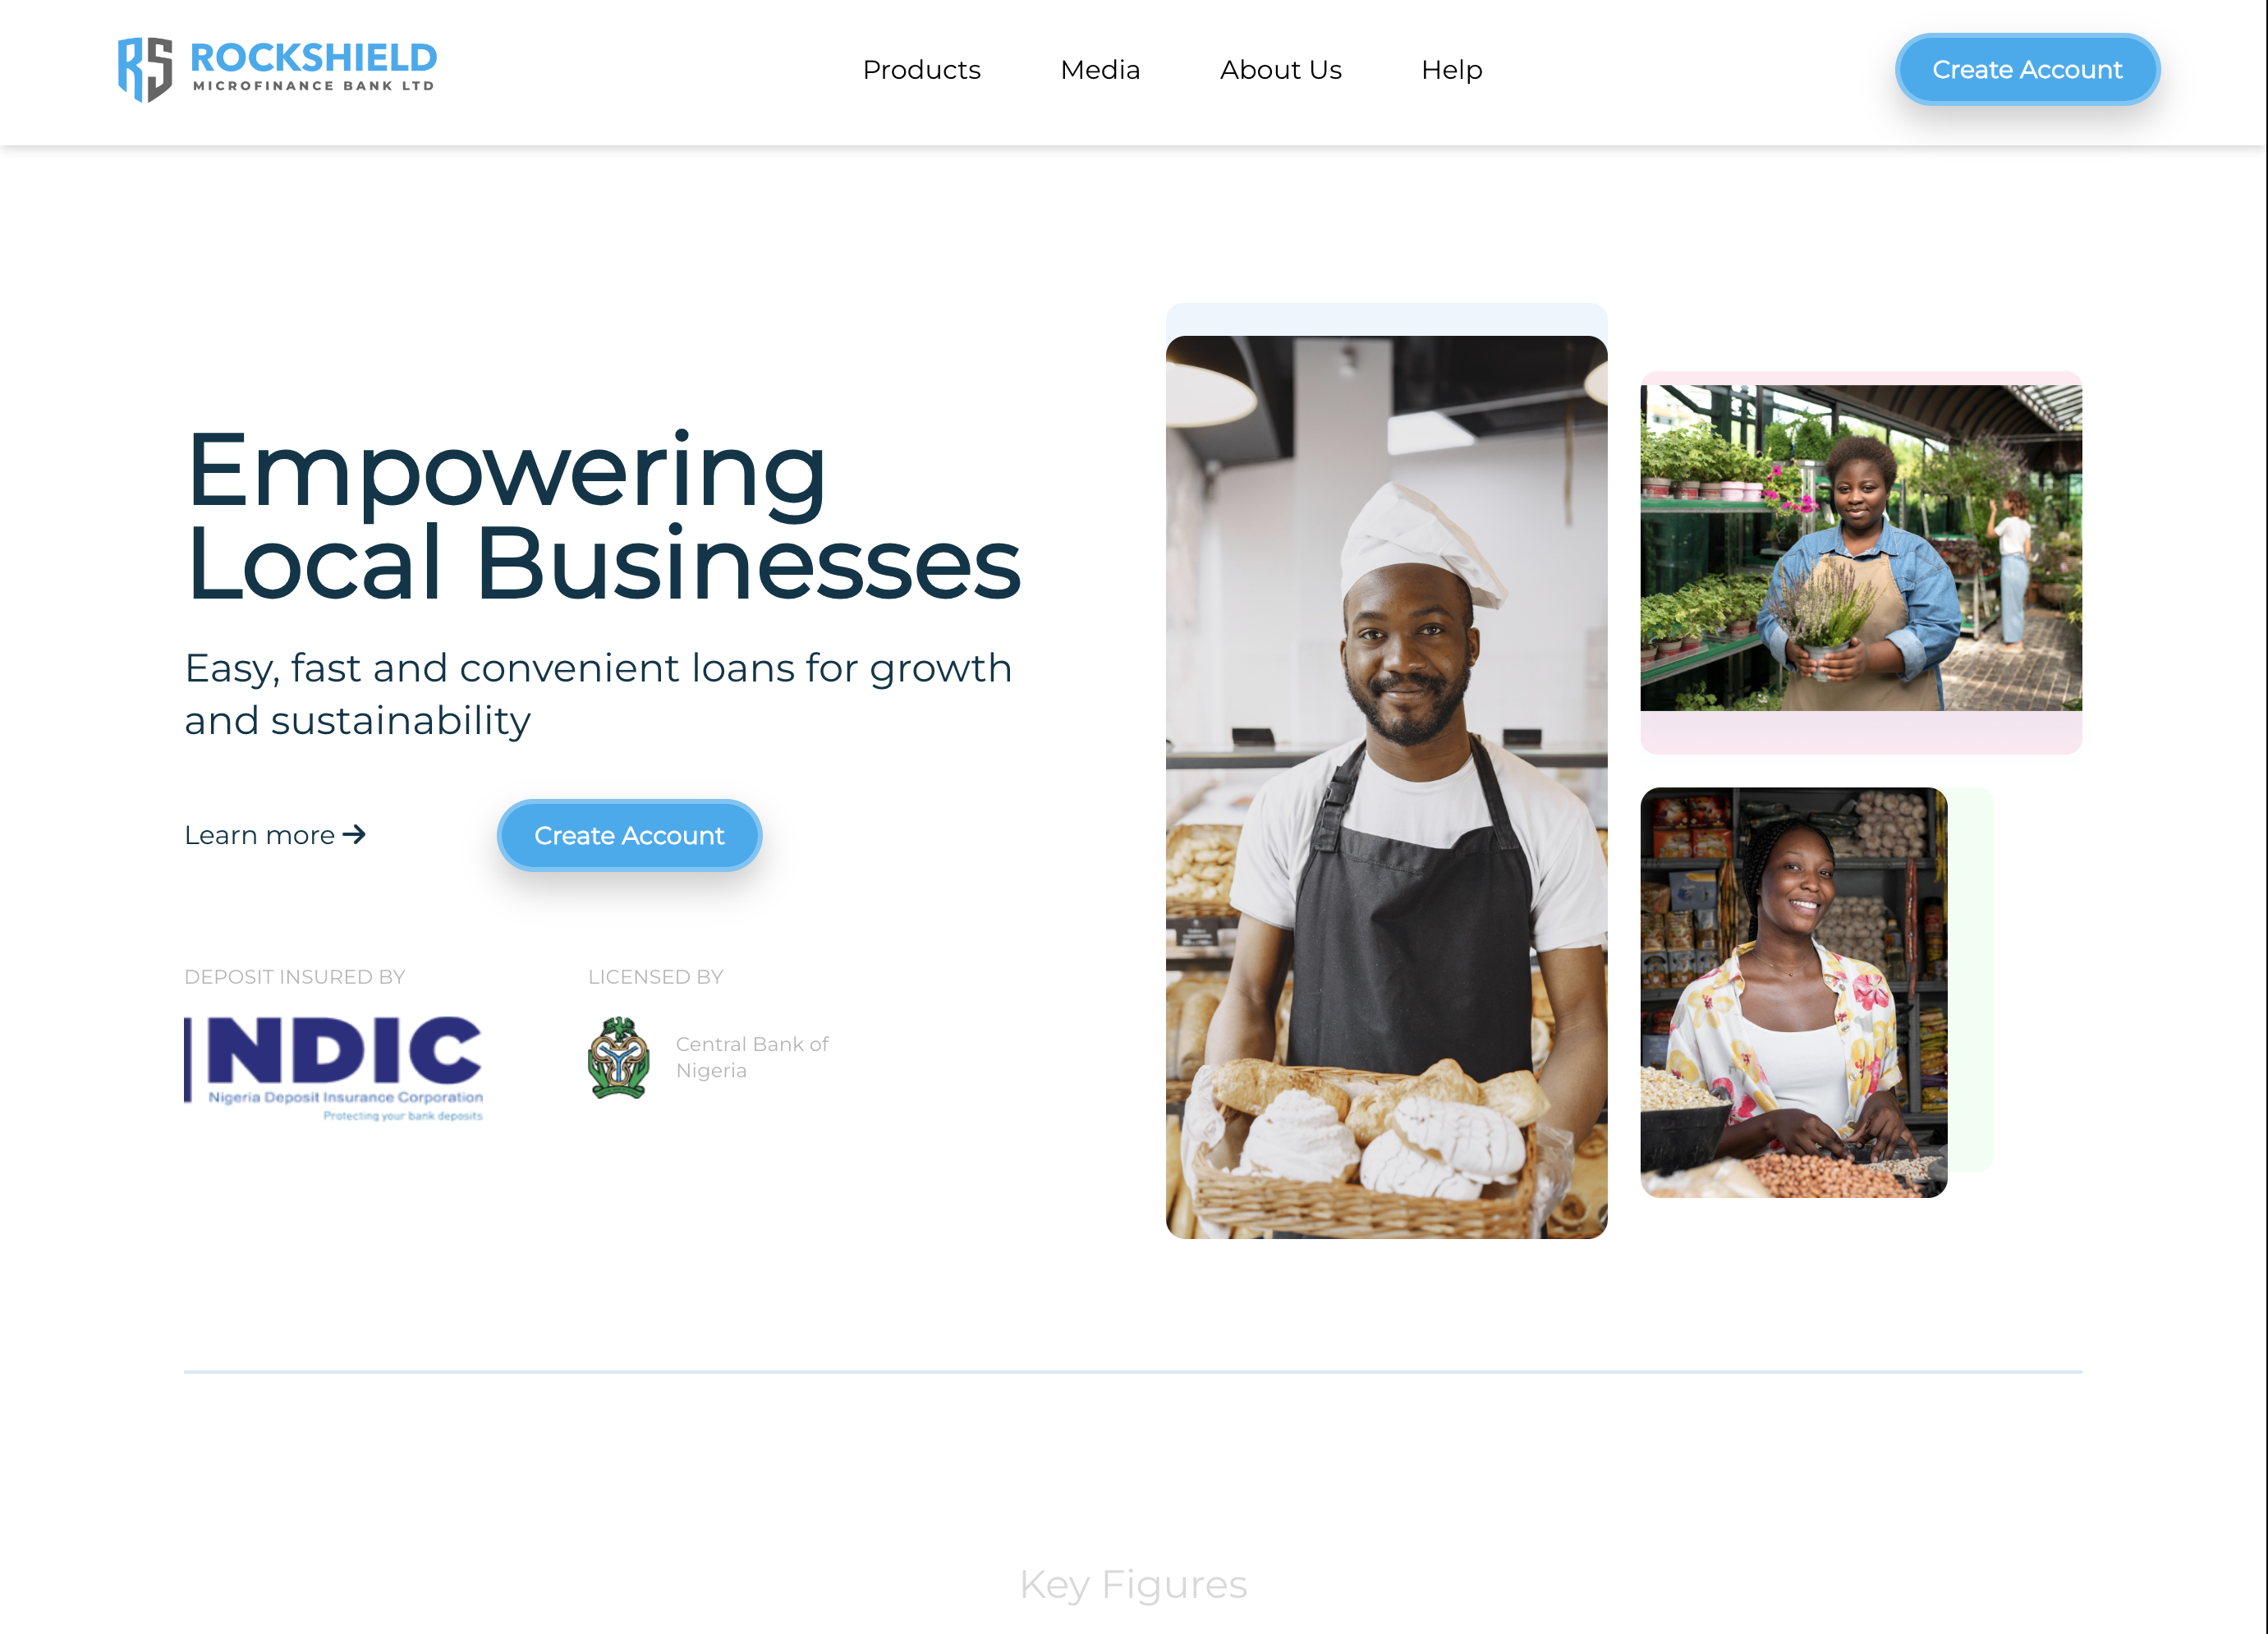 RS ROCKSHIELD
MICROFINANCE BANK LTD
Products
Media
About Us
Help
Create Account
Empowering
Local Businesses
Easy, fast and convenient loans for growth
and sustainability
Learn more →
Create Account
DEPOSIT INSURED BY
LICENSED BY
NDIC
Nigeria Deposit Insurance Corporation
Protecting your bank deposits
Central Bank of
Nigeria
Key Figures